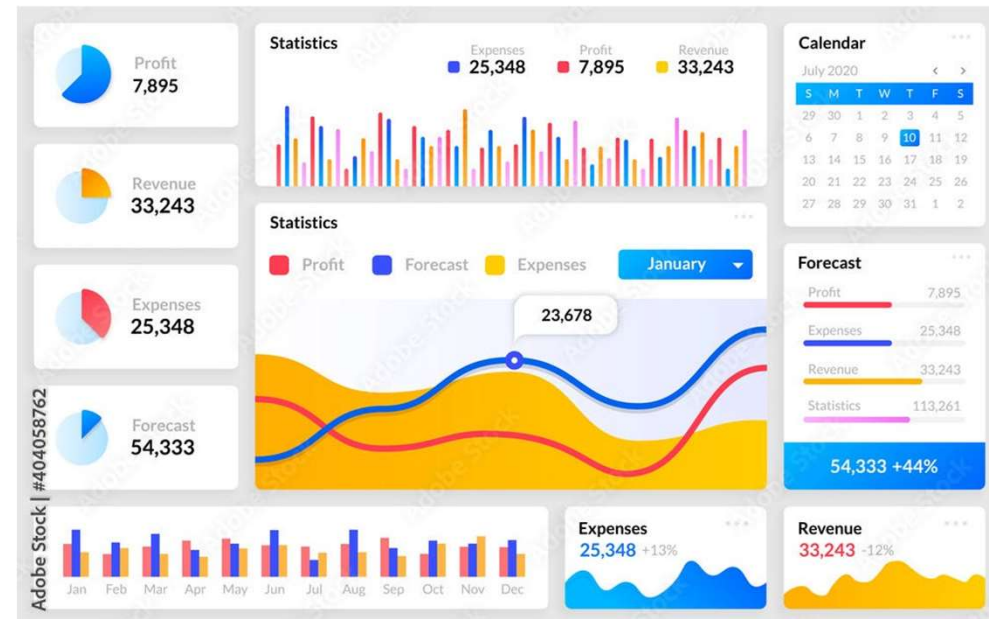 Profit
7,895
Revenue
33,243
Expenses
25,348
Forecast
54,333
Statistics
Expenses
25,348
Profit
7,895
Revenue
33,243
Statistics
Profit Forecast Expenses
January
23,678
Calendar
July 2020 < >
S M T W T F S
29 30 1 2 3 4 5
6 7 8 9 10 11 12
13 14 15 16 17 18 19
20 21 22 23 24 25 26
27 28 29 30 31 1 2
Forecast
Profit 7,895
Expenses 25,348
Revenue 33,243
Statistics 113,261
54,333 +44%
Jan Feb Mar Apr May Jun Jul Aug Sep Oct Nov Dec
Expenses
25,348 +13%
Revenue
33,243 -12%
Adobe Stock | #404058762